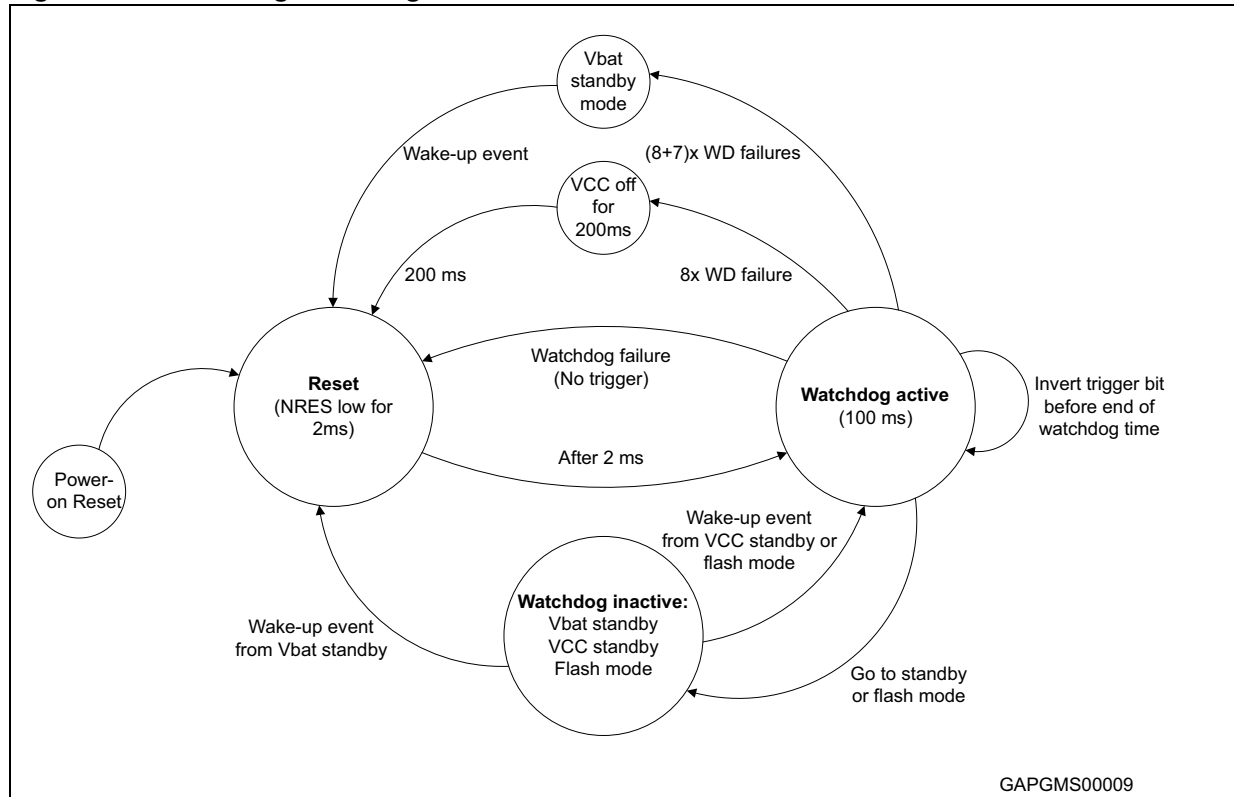 Vbat
standby
mode
Wake-up event
(8+7)x WD failures
VCC off
for
200ms
200 ms
8x WD failure
Watchdog failure
(No trigger)
Reset
(NRES low for
2ms)
Watchdog active
(100 ms)
Invert trigger bit
before end of
watchdog time
After 2 ms
Power-
on Reset
Wake-up event
from VCC standby or
flash mode
Watchdog inactive:
Vbat standby
VCC standby
Flash mode
Wake-up event
from Vbat standby
Go to standby
or flash mode
GAPGMS00009